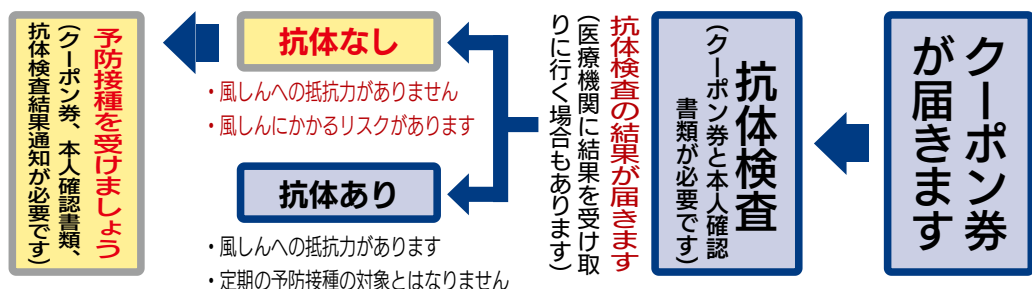 クーポン券
が届きます
抗体検査
(クーポン券と本人確認
書類が必要です)
抗体検査の結果が届きます
(医療機関に結果を受け取
りに行く場合もあります)
抗体なし
・風しんへの抵抗力がありません
・風しんにかかるリスクがあります
抗体あり
・風しんへの抵抗力があります
・定期の予防接種の対象とはなりません
予防接種を受けましょう
(クーポン券、本人確認書類、
抗体検査結果通知が必要です)